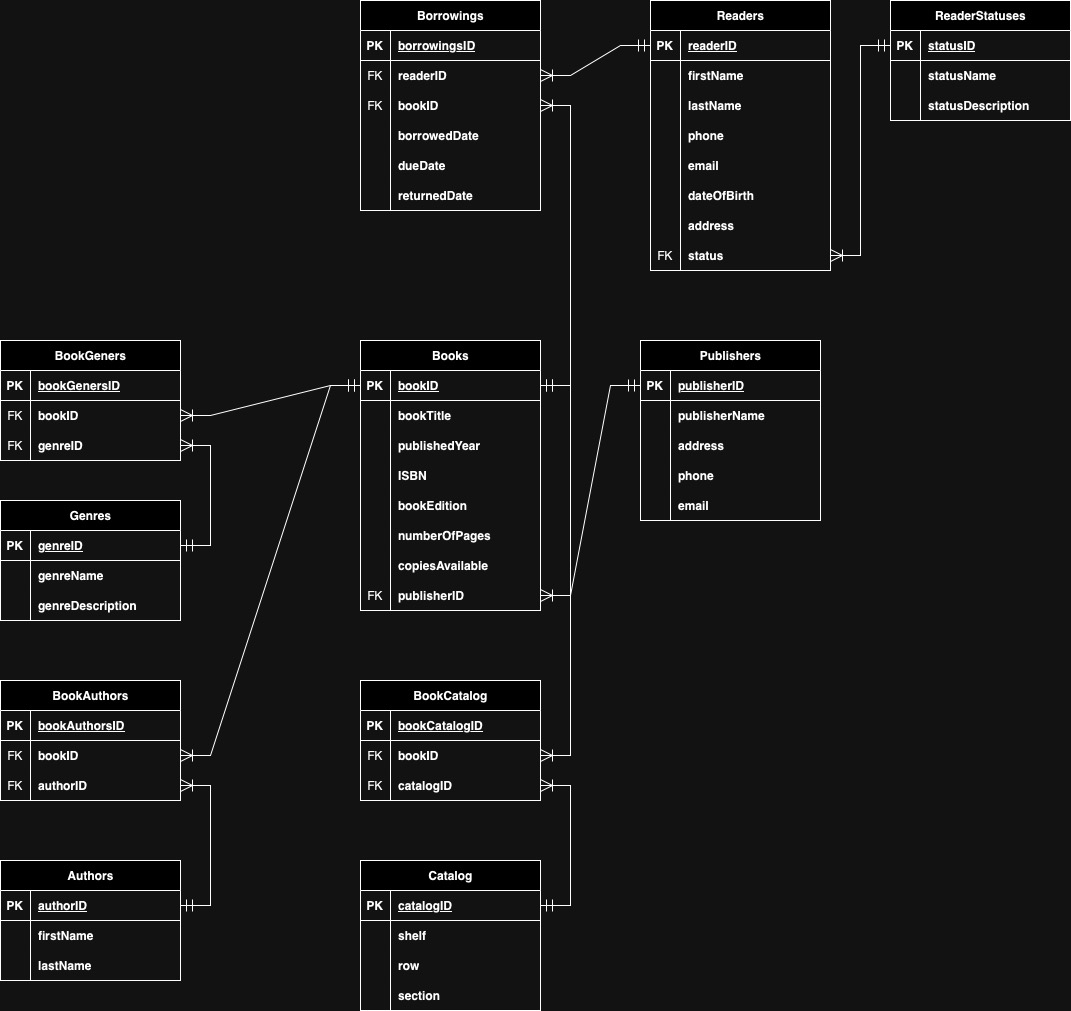 Borrowings
PK borrowingsID
FK readerID
FK bookID
borrowedDate
dueDate
returnedDate
Readers
PK readerID
firstName
lastName
phone
email
dateOfBirth
address
FK status
ReaderStatuses
PK statusID
statusName
statusDescription
BookGeners
PK bookGenersID
FK bookID
FK genreID
Genres
PK genreID
genreName
genreDescription
Books
PK bookID
bookTitle
publishedYear
ISBN
bookEdition
numberOfPages
copiesAvailable
FK publisherID
Publishers
PK publisherID
publisherName
address
phone
email
BookAuthors
PK bookAuthorsID
FK bookID
FK authorID
Authors
PK authorID
firstName
lastName
BookCatalog
PK bookCatalogID
FK bookID
FK catalogID
Catalog
PK catalogID
shelf
row
section